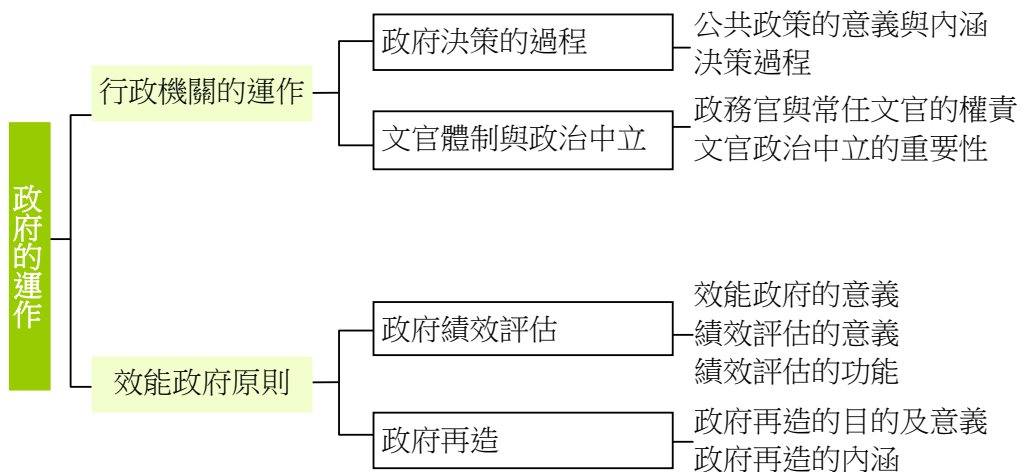 政府的運作
行政機關的運作
政府決策的過程
公共政策的意義與內涵
決策過程
文官體制與政治中立
政務官與常任文官的權責
文官政治中立的重要性
效能政府原則
政府績效評估
效能政府的意義
績效評估的意義
績效評估的功能
政府再造
政府再造的目的及意義
政府再造的內涵